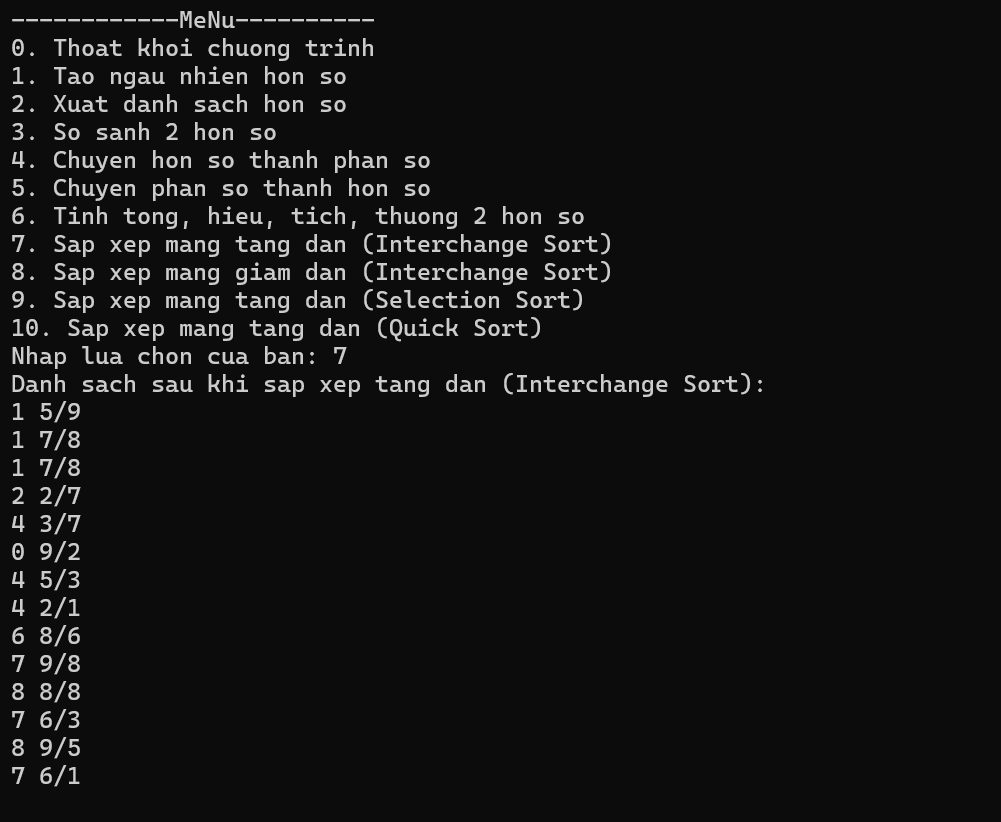 ------------MeNu----------
0. Thoat khoi chuong trinh
1. Tao ngau nhien hon so
2. Xuat danh sach hon so
3. So sanh 2 hon so
4. Chuyen hon so thanh phan so
5. Chuyen phan so thanh hon so
6. Tinh tong, hieu, tich, thuong 2 hon so
7. Sap xep mang tang dan (Interchange Sort)
8. Sap xep mang giam dan (Interchange Sort)
9. Sap xep mang tang dan (Selection Sort)
10. Sap xep mang tang dan (Quick Sort)
Nhap lua chon cua ban: 7
Danh sach sau khi sap xep tang dan (Interchange Sort):
1 5/9
1 7/8
1 7/8
2 2/7
4 3/7
0 9/2
4 5/3
4 2/1
6 8/6
7 9/8
8 8/8
7 6/3
8 9/5
7 6/1